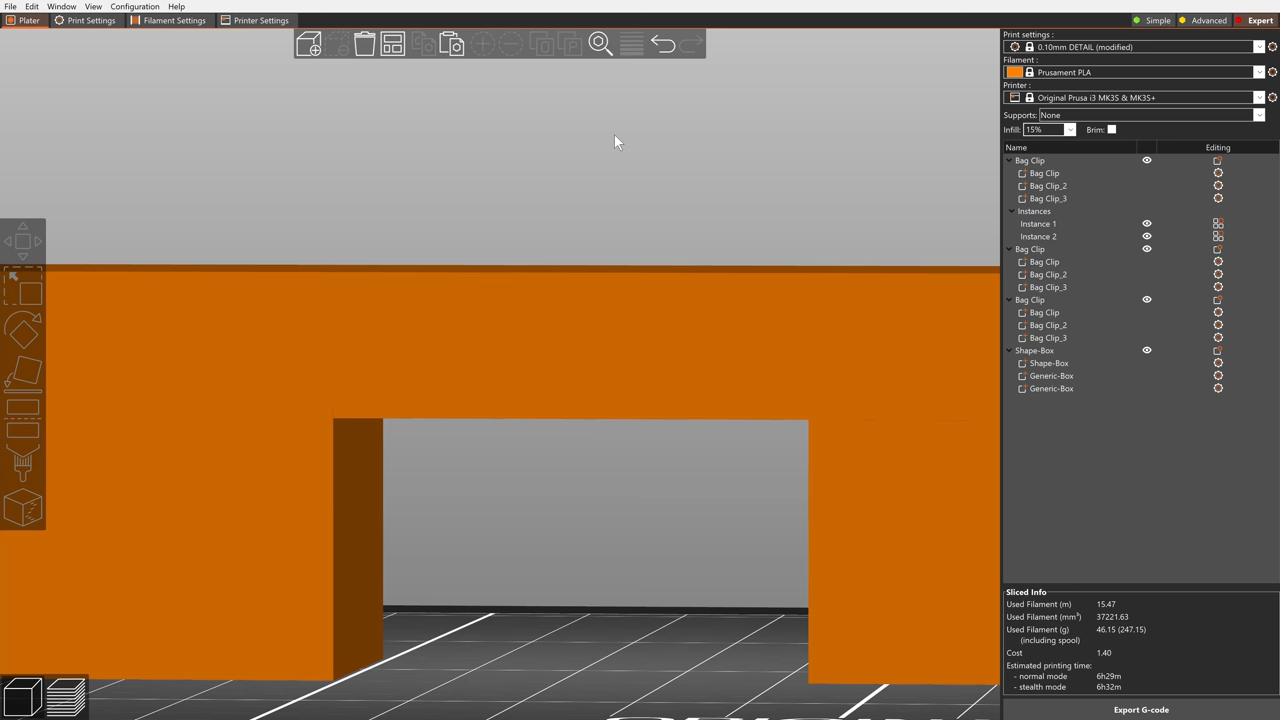 File Edit Window View Configuration Help
Plater Print Settings Filament Settings Printer Settings Simple Advanced Expert
Print settings :
0.10mm DETAIL (modified)
Filament :
Prusament PLA
Printer :
Original Prusa i3 MK3S & MK3S+
Supports: None
Infill: 15% Brim:
Name Editing
Bag Clip
Bag Clip
Bag Clip_2
Bag Clip_3
Instances
Instance 1
Instance 2
Bag Clip
Bag Clip
Bag Clip_2
Bag Clip_3
Bag Clip
Bag Clip
Bag Clip_2
Bag Clip_3
Shape-Box
Shape-Box
Generic-Box
Generic-Box
Sliced Info
Used Filament (m) 15.47
Used Filament (mm³) 37221.63
Used Filament (g) 46.15 (247.15)
(including spool)
Cost 1.40
Estimated printing time:
- normal mode 6h29m
- stealth mode 6h32m
Export G-code